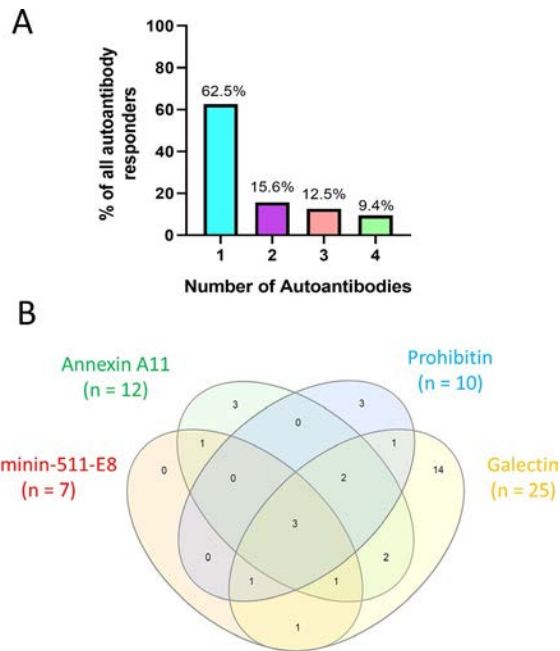 A
% of all autoantibody
responders
100
80
60
40
20
0
62.5%
15.6%
12.5%
9.4%
1 2 3 4
Number of Autoantibodies
B
Annexin A11
(n = 12)
Prohibitin
(n = 10)
minin-511-E8
(n = 7)
Galectin
(n = 25)
3
3
0
1
1
0
14
0
2
3
0
2
1
1
1